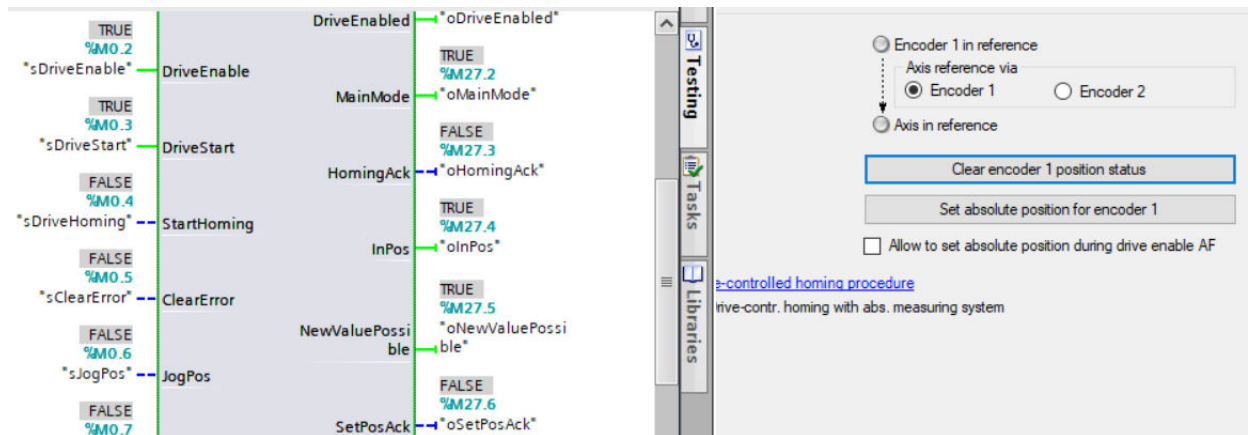 DriveEnabled
"oDriveEnabled"
TRUE
%M0.2
"sDriveEnable"
DriveEnable
TRUE
%M27.2
MainMode
"oMainMode"
TRUE
%M0.3
"sDriveStart"
DriveStart
FALSE
%M27.3
HomingAck
"oHomingAck"
FALSE
%M0.4
"sDriveHoming"
StartHoming
TRUE
%M27.4
InPos
"oInPos"
FALSE
%M0.5
"sClearError"
ClearError
TRUE
%M27.5
NewValuePossi
ble
"oNewValuePossi
ble"
FALSE
%M0.6
"sJogPos"
JogPos
FALSE
%M27.6
SetPosAck
"oSetPosAck"
FALSE
%M0.7
Testing
Tasks
Libraries
Encoder 1 in reference
Axis reference via
Encoder 1
Encoder 2
Axis in reference
Clear encoder 1 position status
Set absolute position for encoder 1
Allow to set absolute position during drive enable AF
e-controlled homing procedure
rive-contr. homing with abs. measuring system